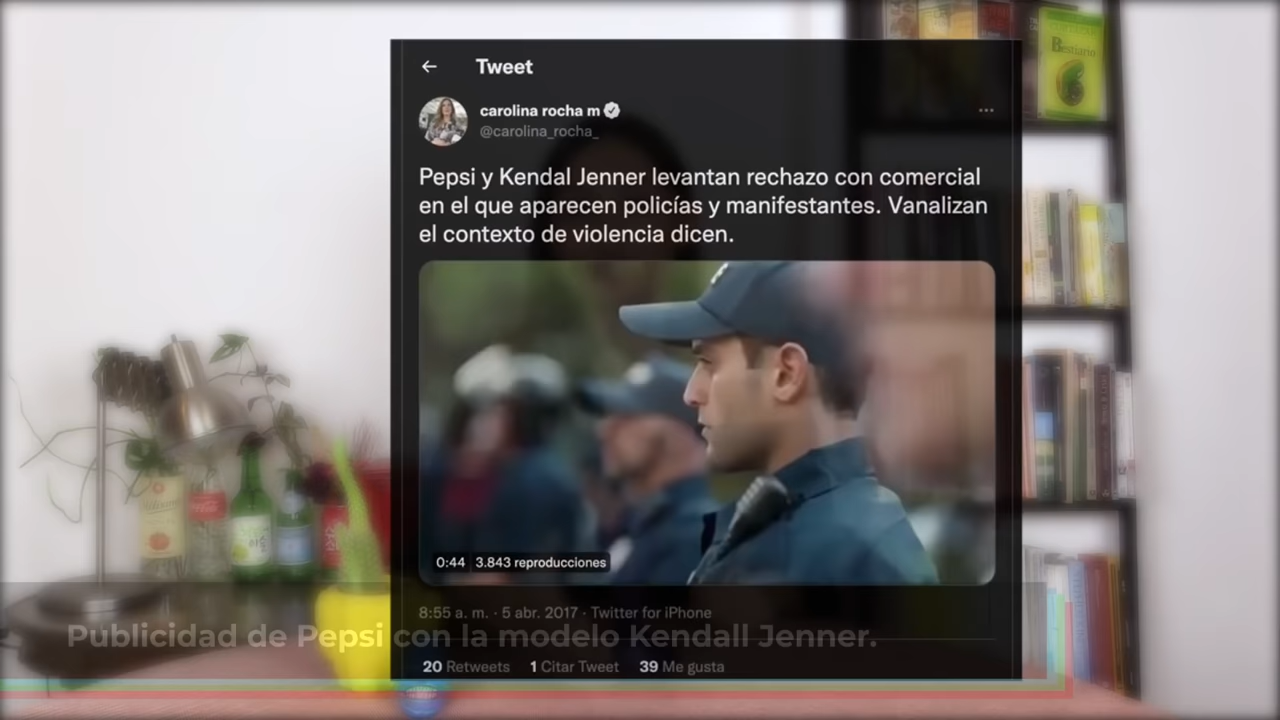 Bestiario
Tweet
carolina rocha m
@carolina_rocha_
Pepsi y Kendal Jenner levantan rechazo con comercial
en el que aparecen policías y manifestantes. Vanalizan
el contexto de violencia dicen.
0:44 3.843 reproducciones
8:55 a. m. · 5 abr. 2017 · Twitter for iPhone
Publicidad de Pepsi con la modelo Kendall Jenner.
20 Retweets 1 Citar Tweet 39 Me gusta